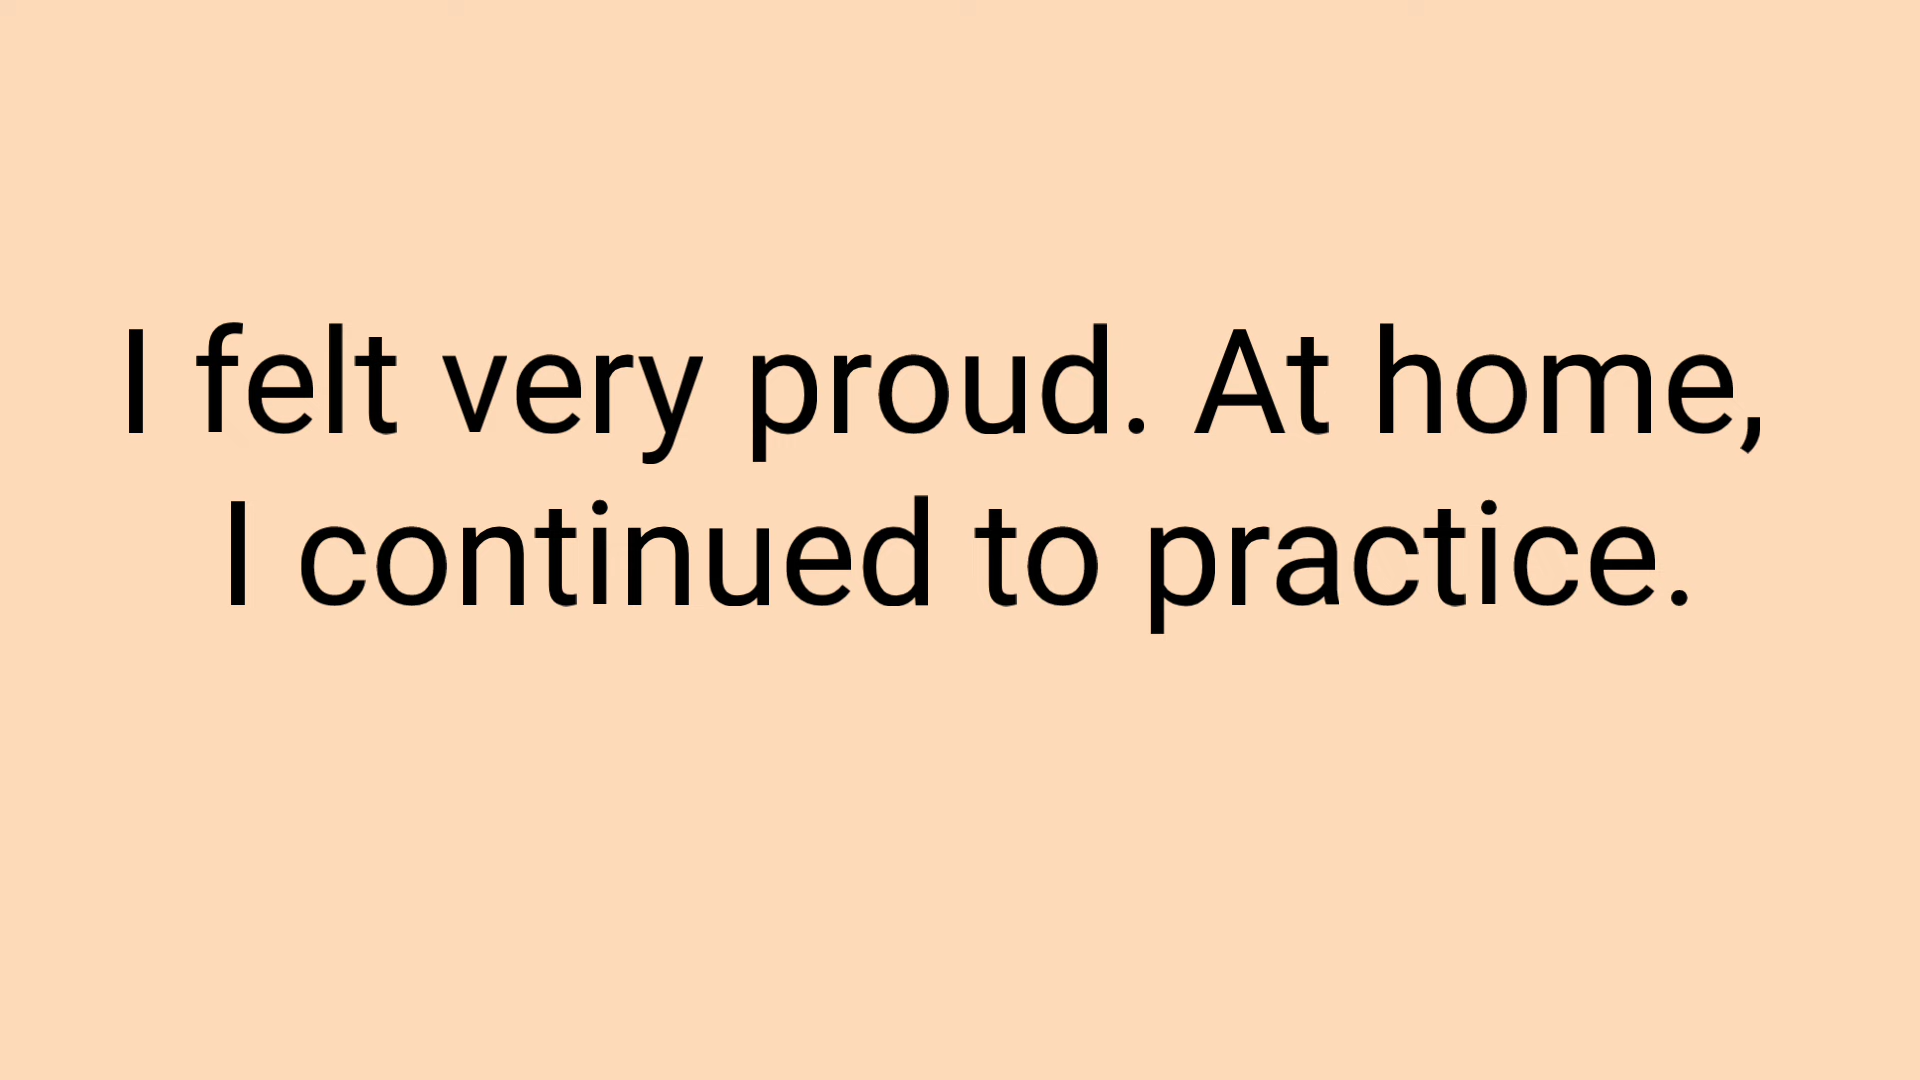 I felt very proud. At home,
I continued to practice.